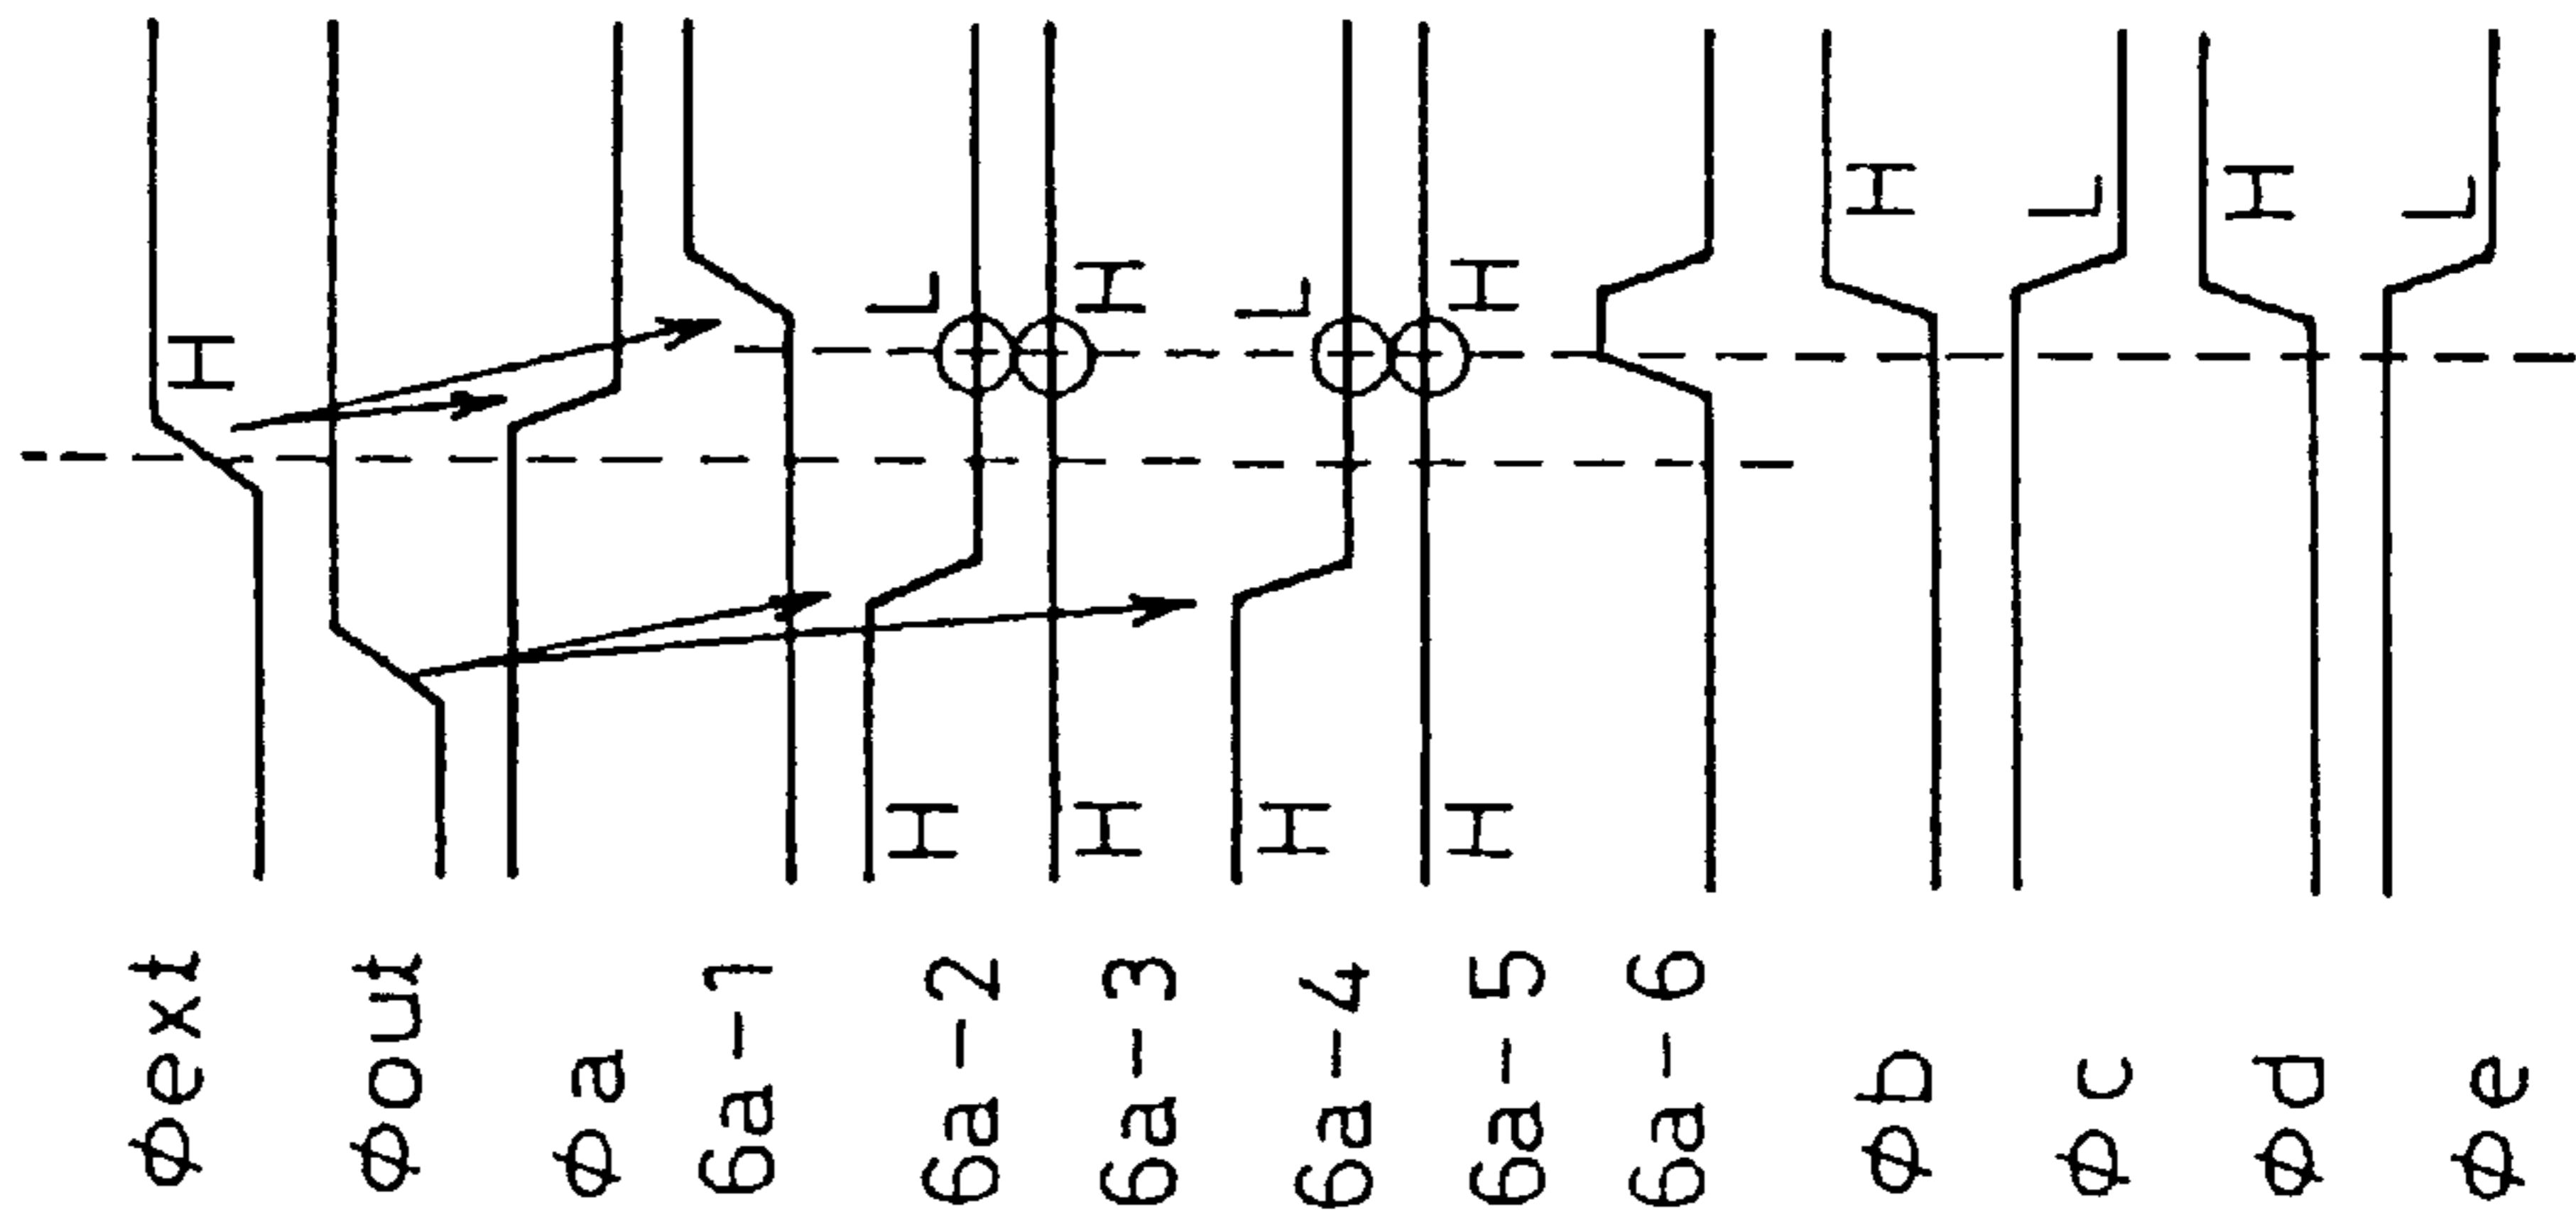 φext H
φout
φa
6a-1
6a-2 H L
6a-3 H H
6a-4 H L
6a-5 H H
6a-6
φb H
φc L
φd H
φe L